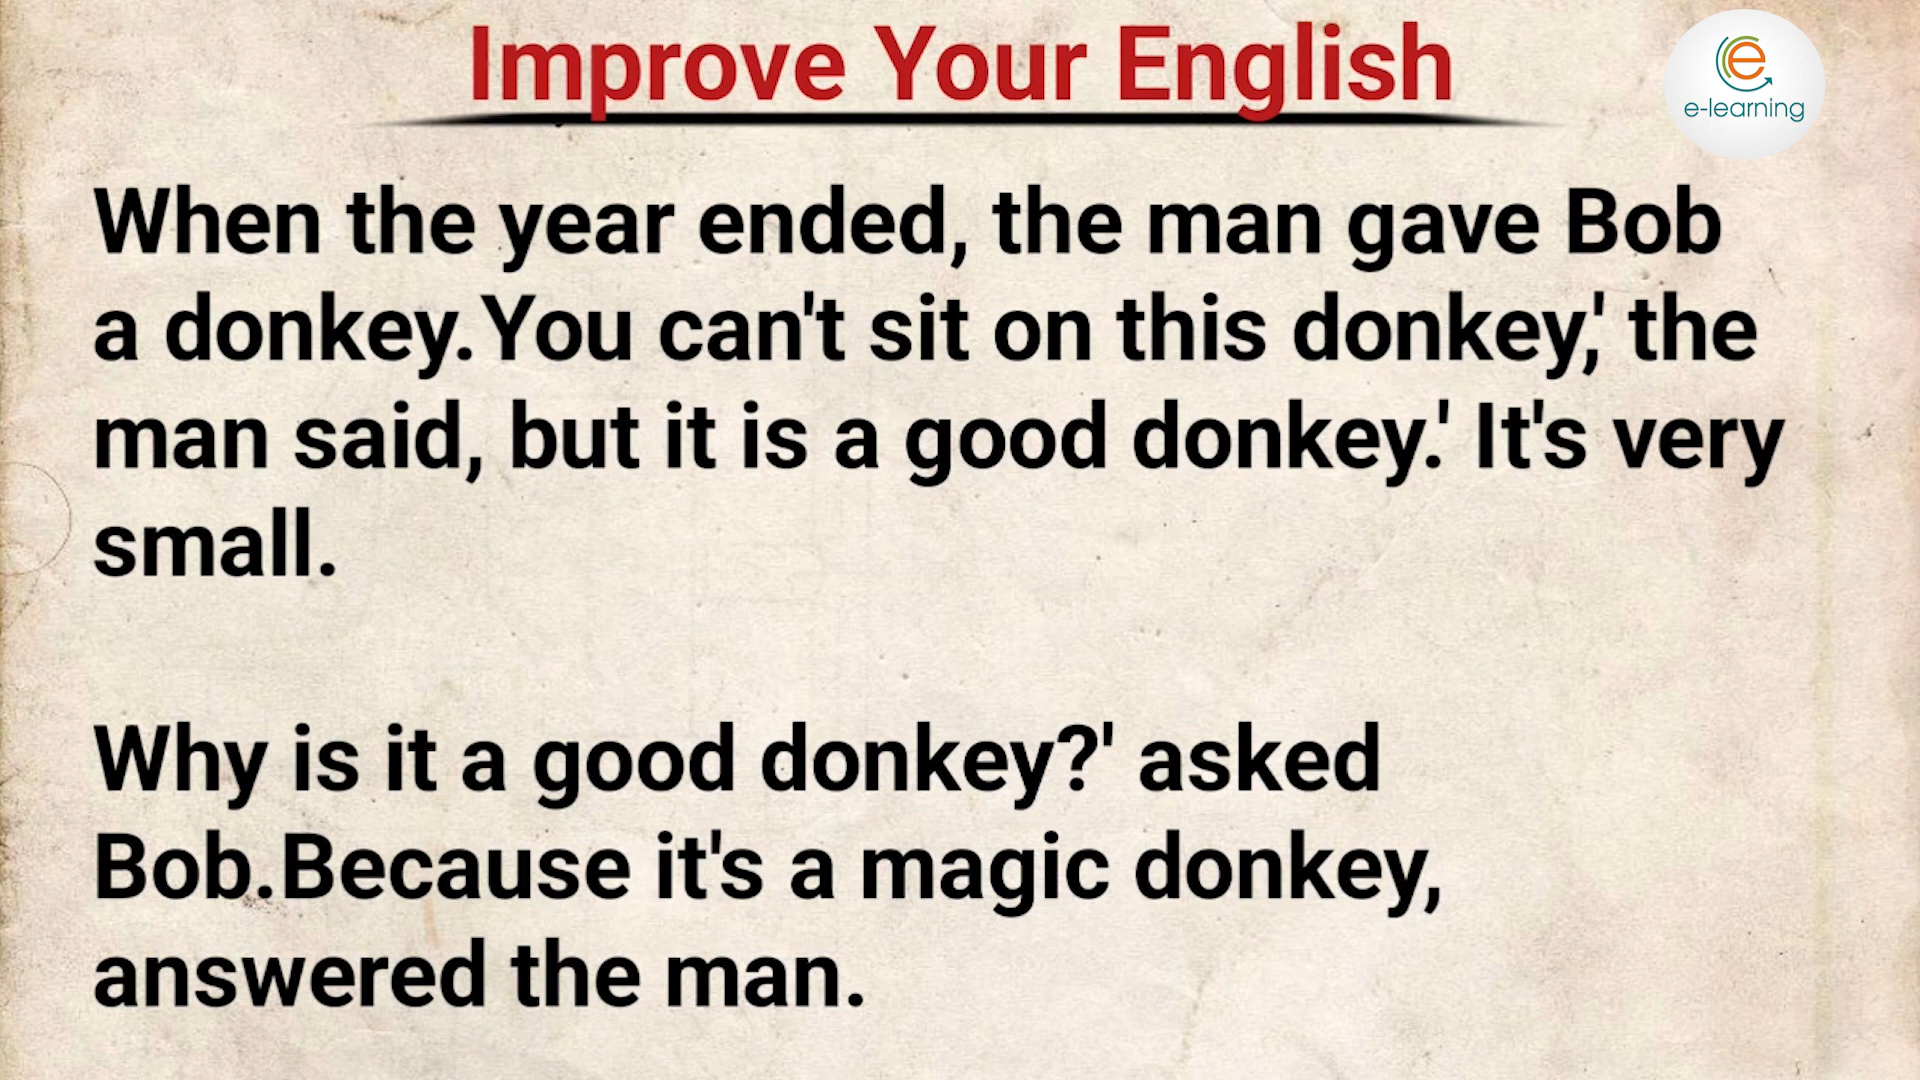 Improve Your English
e
e-learning
When the year ended, the man gave Bob
a donkey.You can't sit on this donkey,' the
man said, but it is a good donkey.' It's very
small.
Why is it a good donkey?' asked
Bob.Because it's a magic donkey,
answered the man.